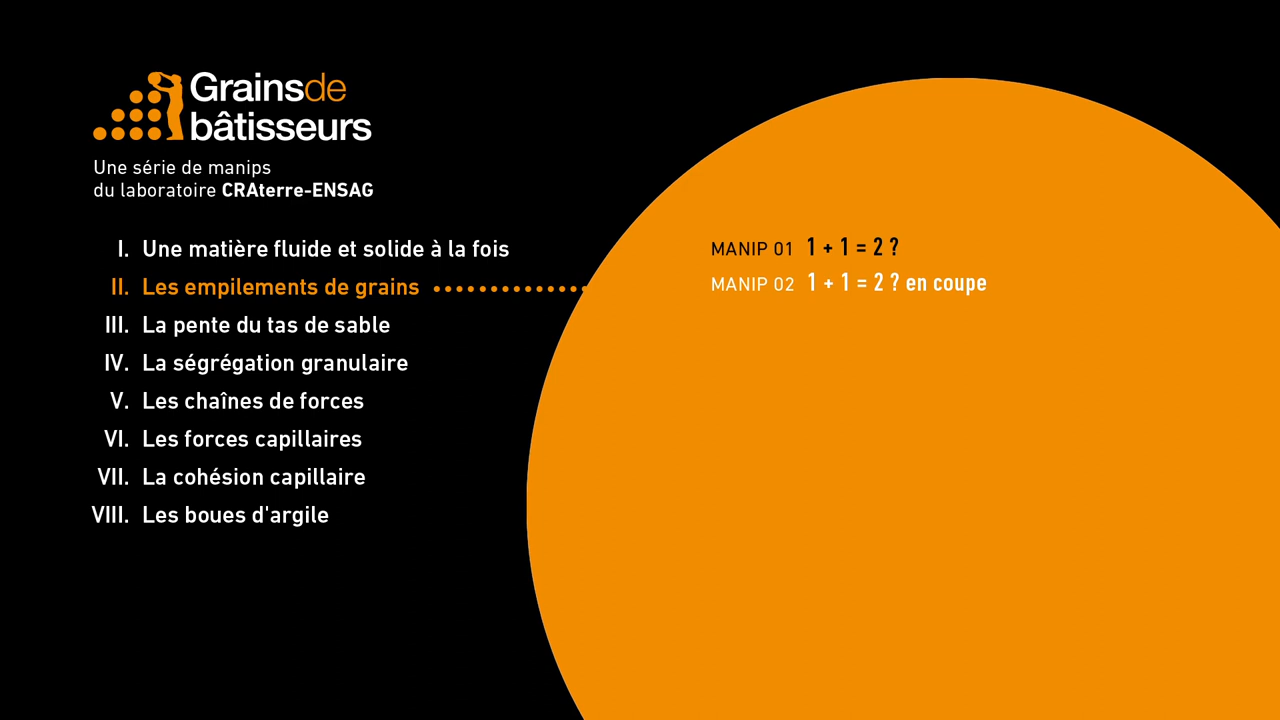 Grainsde
bâtisseurs
Une série de manips
du laboratoire CRAterre-ENSAG
I. Une matière fluide et solide à la fois
II. Les empilements de grains
III. La pente du tas de sable
IV. La ségrégation granulaire
V. Les chaînes de forces
VI. Les forces capillaires
VII. La cohésion capillaire
VIII. Les boues d'argile
MANIP 01 1 + 1 = 2 ?
MANIP 02 1 + 1 = 2 ? en coupe